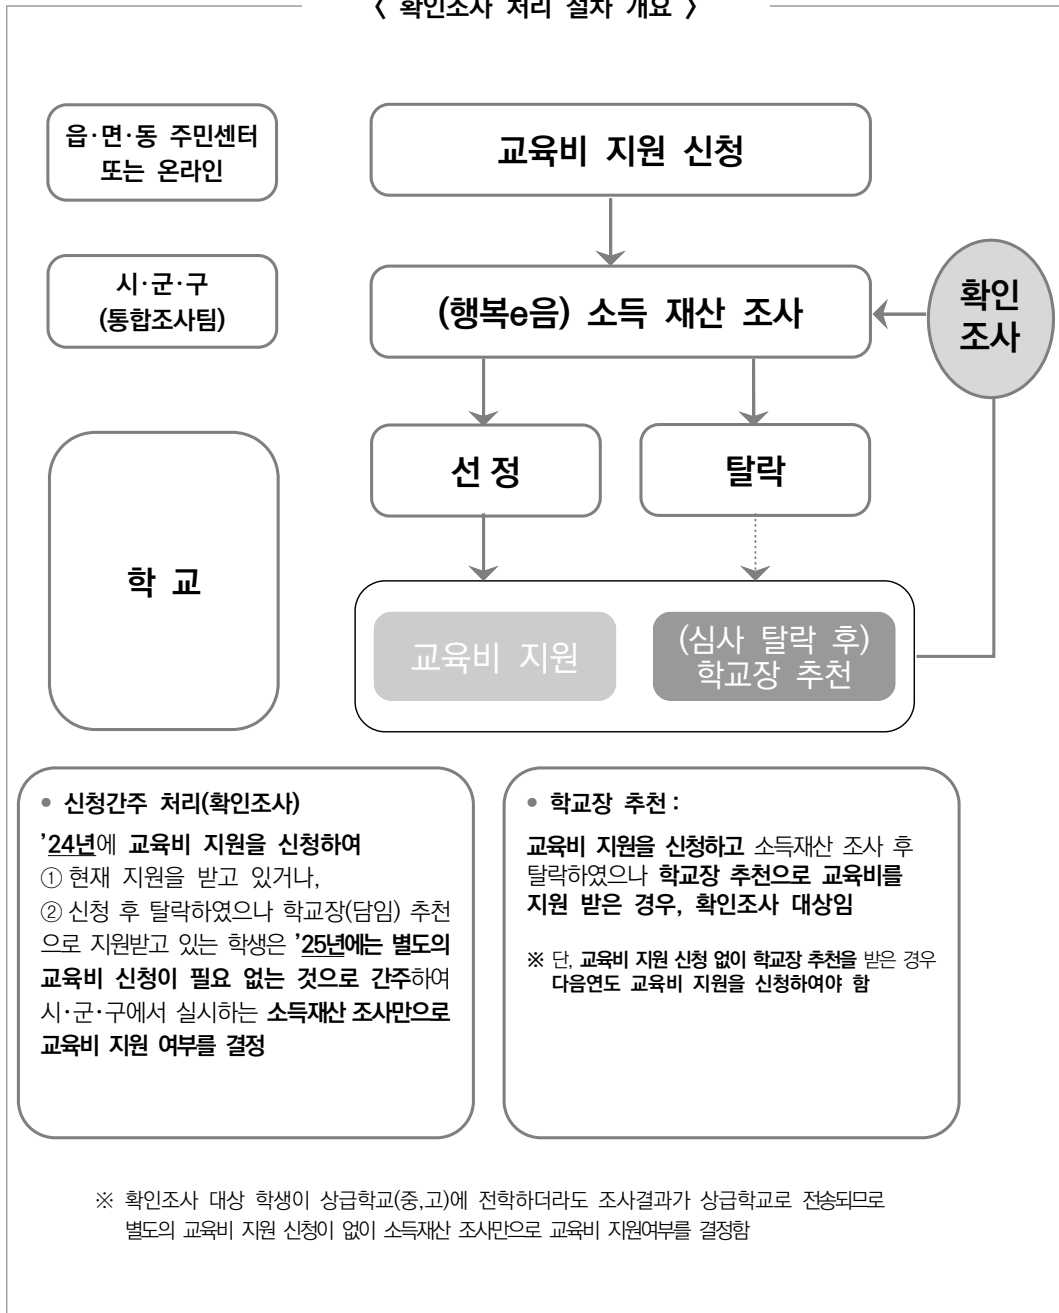 < 확인조사 처리 절차 개요 >
읍·면·동 주민센터
또는 온라인
교육비 지원 신청
시·군·구
(통합조사팀)
(행복e음) 소득 재산 조사
확인
조사
선 정
탈락
학 교
교육비 지원
(심사 탈락 후)
학교장 추천
• 신청간주 처리(확인조사)
’24년에 교육비 지원을 신청하여
① 현재 지원을 받고 있거나,
② 신청 후 탈락하였으나 학교장(담임) 추천
으로 지원받고 있는 학생은 ’25년에는 별도의
교육비 신청이 필요 없는 것으로 간주하여
시·군·구에서 실시하는 소득재산 조사만으로
교육비 지원 여부를 결정
• 학교장 추천 :
교육비 지원을 신청하고 소득재산 조사 후
탈락하였으나 학교장 추천으로 교육비를
지원 받은 경우, 확인조사 대상임
※ 단, 교육비 지원 신청 없이 학교장 추천을 받은 경우
다음연도 교육비 지원을 신청하여야 함
※ 확인조사 대상 학생이 상급학교(중,고)에 전학하더라도 조사결과가 상급학교로 전송되므로
별도의 교육비 지원 신청이 없이 소득재산 조사만으로 교육비 지원여부를 결정함